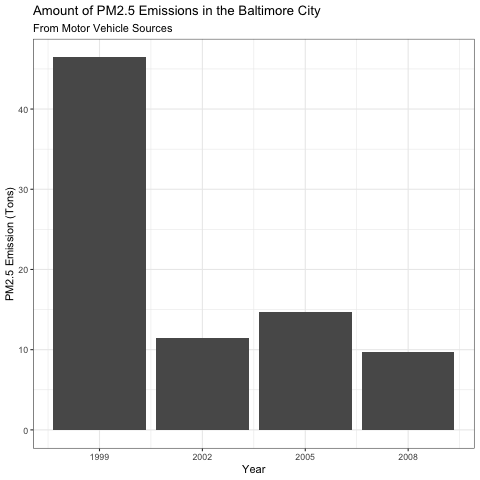 Amount of PM2.5 Emissions in the Baltimore City
From Motor Vehicle Sources
40
30
20
10
0
PM2.5 Emission (Tons)
1999 2002 2005 2008
Year